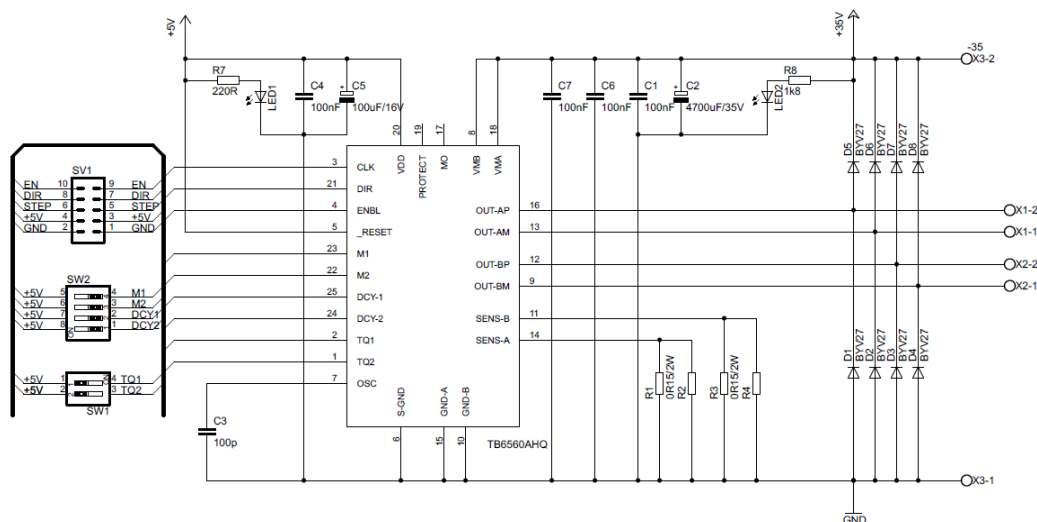 +5V
+35V
-35
X3-2
R7
220R
LED1
C4
100nF
+
C5
100uF/16V
C7
100nF
C6
100nF
C1
100nF
+
C2
4700uF/35V
LED2
R8
1k8
D5
BYV27
D6
BYV27
D7
BYV27
D8
BYV27
20
19
17
8
18
VDD
PROTECT
MO
VMB
VMA
SV1
EN 10 9 EN
DIR 8 7 DIR
STEP 6 5 STEP
+5V 4 3 +5V
GND 2 1 GND
3 CLK
21 DIR
4 ENBL
5 _RESET
23 M1
22 M2
25 DCY-1
24 DCY-2
2 TQ1
1 TQ2
7 OSC
OUT-AP 16
OUT-AM 13
OUT-BP 12
OUT-BM 9
SENS-B 11
SENS-A 14
X1-2
X1-1
X2-2
X2-1
SW2
+5V 5 4 M1
+5V 6 3 M2
+5V 7 2 DCY1
+5V 8 1 DCY2
ON
+5V 1 4 TQ1
+5V 2 3 TQ2
SW1
C3
100p
S-GND
GND-A
GND-B
6
15
10
TB6560AHQ
R1
0R15/2W
R2
R3
0R15/2W
R4
D1
BYV27
D2
BYV27
D3
BYV27
D4
BYV27
X3-1
GND